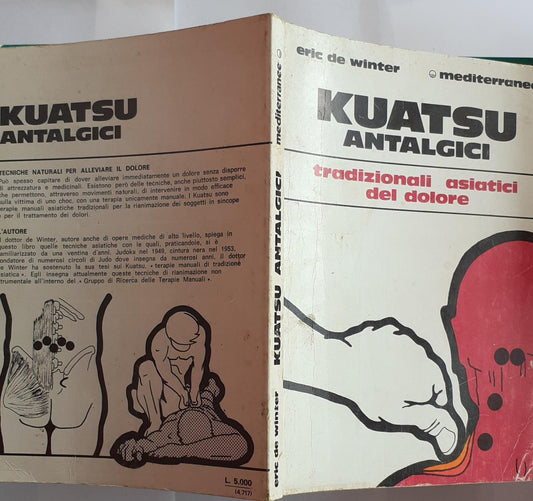 KUATSU
ANTALGICI
TECNICHE NATURALI PER ALLEVIARE IL DOLORE
Può spesso capitare di dover alleviare immediatamente un dolore senza disporre
di attrezzatura e medicinali. Esistono però delle tecniche, anche piuttosto semplici,
che permettono, attraverso movimenti naturali, di intervenire in modo efficace
sulla vittima di uno choc, con una terapia unicamente manuale. I Kuatsu sono
terapie manuali asiatiche tradizionali per la rianimazione dei soggetti in sincope
e per il trattamento dei dolori.
L'AUTORE
Il dottor de Winter, autore anche di opere mediche di alto livello, spiega in
questo libro quelle tecniche asiatiche con le quali, praticandole, si è
familiarizzato da una ventina d'anni. Judoka nel 1949, cintura nera nel 1953,
fondatore di numerosi circoli di Judo dove insegna da numerosi anni, il dottor
de Winter ha sostenuto la sua tesi sui Kuatsu, « terapie manuali di tradizione
asiatica ». Egli insegna attualmente queste tecniche di rianimazione non
strumentale all'interno del « Gruppo di Ricerca delle Terapie Manuali ».
L. 5.000
(4.717)
eric de winter KUATSU ANTALGICI mediterranee
eric de winter mediterranee
KUATSU
ANTALGICI
tradizionali asiatici
del dolore